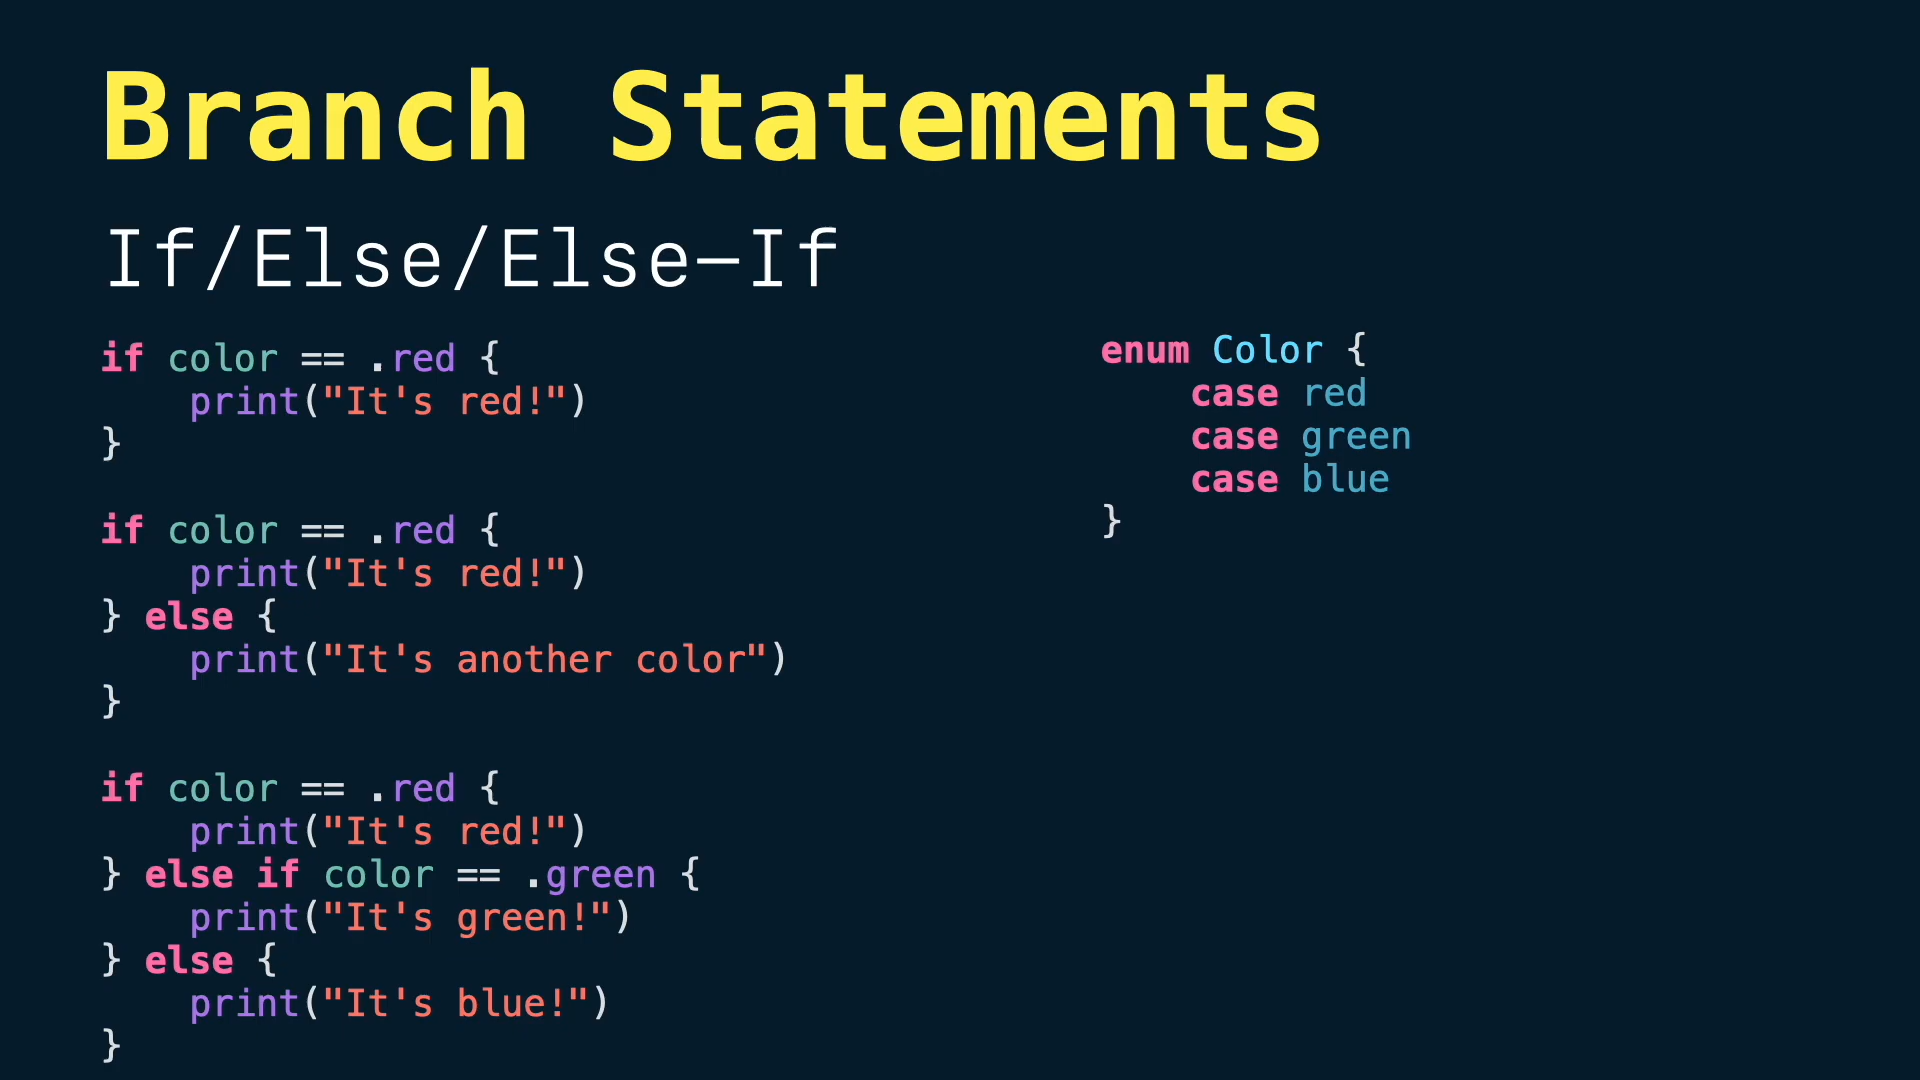 Branch Statements
If/Else/Else-If
if color == .red {
    print("It's red!")
}
if color == .red {
    print("It's red!")
} else {
    print("It's another color")
}
if color == .red {
    print("It's red!")
} else if color == .green {
    print("It's green!")
} else {
    print("It's blue!")
}
enum Color {
    case red
    case green
    case blue
}